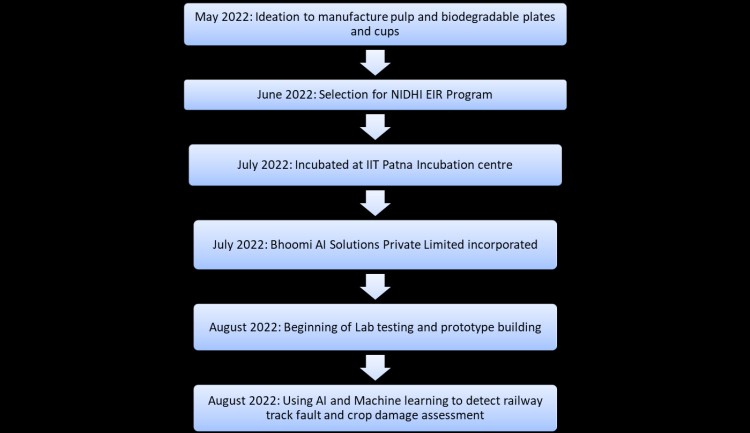 May 2022: Ideation to manufacture pulp and biodegradable plates
and cups
June 2022: Selection for NIDHI EIR Program
July 2022: Incubated at IIT Patna Incubation centre
July 2022: Bhoomi AI Solutions Private Limited incorporated
August 2022: Beginning of Lab testing and prototype building
August 2022: Using AI and Machine learning to detect railway
track fault and crop damage assessment